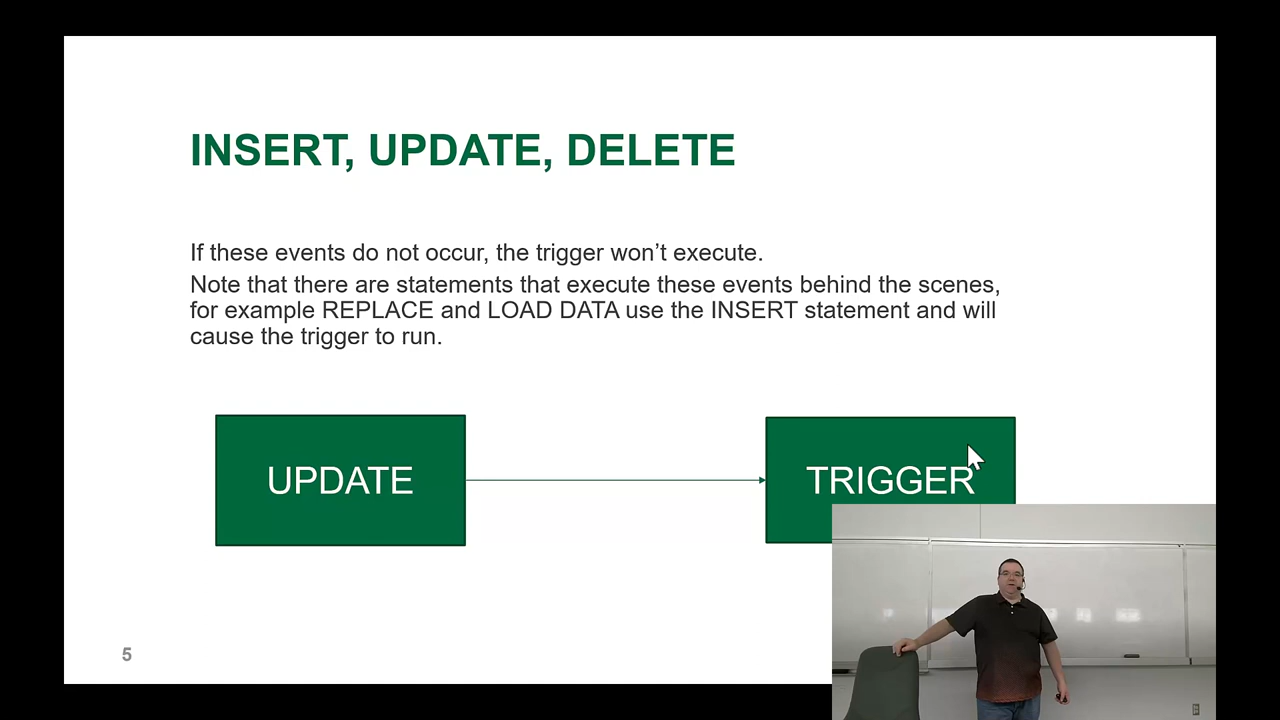 INSERT, UPDATE, DELETE
If these events do not occur, the trigger won’t execute.
Note that there are statements that execute these events behind the scenes,
for example REPLACE and LOAD DATA use the INSERT statement and will
cause the trigger to run.
UPDATE
TRIGGER
5